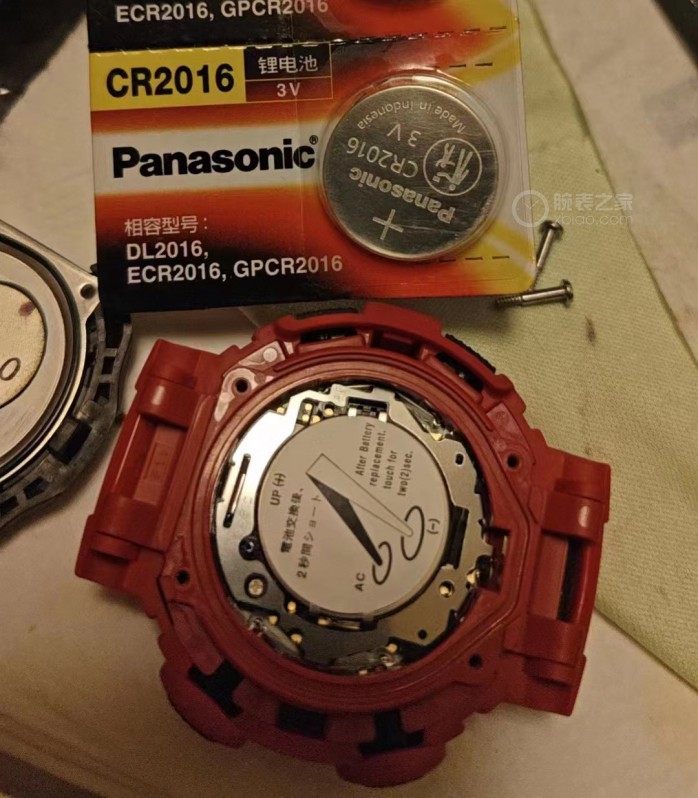 ECR2016, GPCR2016
CR2016
锂电池
3V
Panasonic®
相容型号:
DL2016,
ECR2016, GPCR2016
Made in Indonesia
3V
CR2016
Panasonic
+
腕表之家
xbiao.com
After Battery
replacement,
touch for
two(2)sec.
(-)
UP (+)
電池交換後、
2秒間ショート
AC